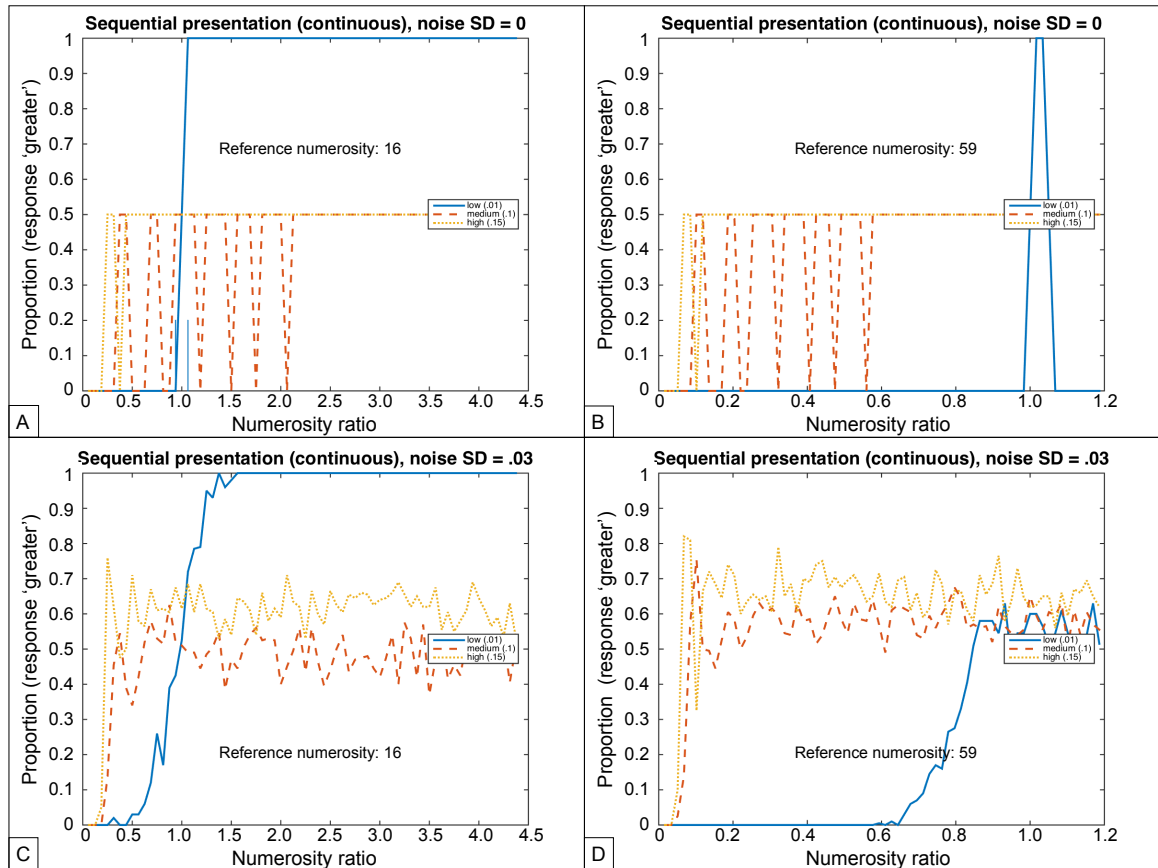 Sequential presentation (continuous), noise SD = 0
Proportion (response ‘greater’)
1
0.9
0.8
0.7
0.6
0.5
0.4
0.3
0.2
0.1
0
Reference numerosity: 16
low (.01)
medium (.1)
high (.15)
0 0.5 1.0 1.5 2.0 2.5 3.0 3.5 4.0 4.5
Numerosity ratio
A
Sequential presentation (continuous), noise SD = 0
Proportion (response ‘greater’)
1
0.9
0.8
0.7
0.6
0.5
0.4
0.3
0.2
0.1
0
Reference numerosity: 59
low (.01)
medium (.1)
high (.15)
0 0.2 0.4 0.6 0.8 1.0 1.2
Numerosity ratio
B
Sequential presentation (continuous), noise SD = .03
Proportion (response ‘greater’)
1
0.9
0.8
0.7
0.6
0.5
0.4
0.3
0.2
0.1
0
low (.01)
medium (.1)
high (.15)
Reference numerosity: 16
0 0.5 1.0 1.5 2.0 2.5 3.0 3.5 4.0 4.5
Numerosity ratio
C
Sequential presentation (continuous), noise SD = .03
Proportion (response ‘greater’)
1
0.9
0.8
0.7
0.6
0.5
0.4
0.3
0.2
0.1
0
low (.01)
medium (.1)
high (.15)
Reference numerosity: 59
0 0.2 0.4 0.6 0.8 1.0 1.2
Numerosity ratio
D